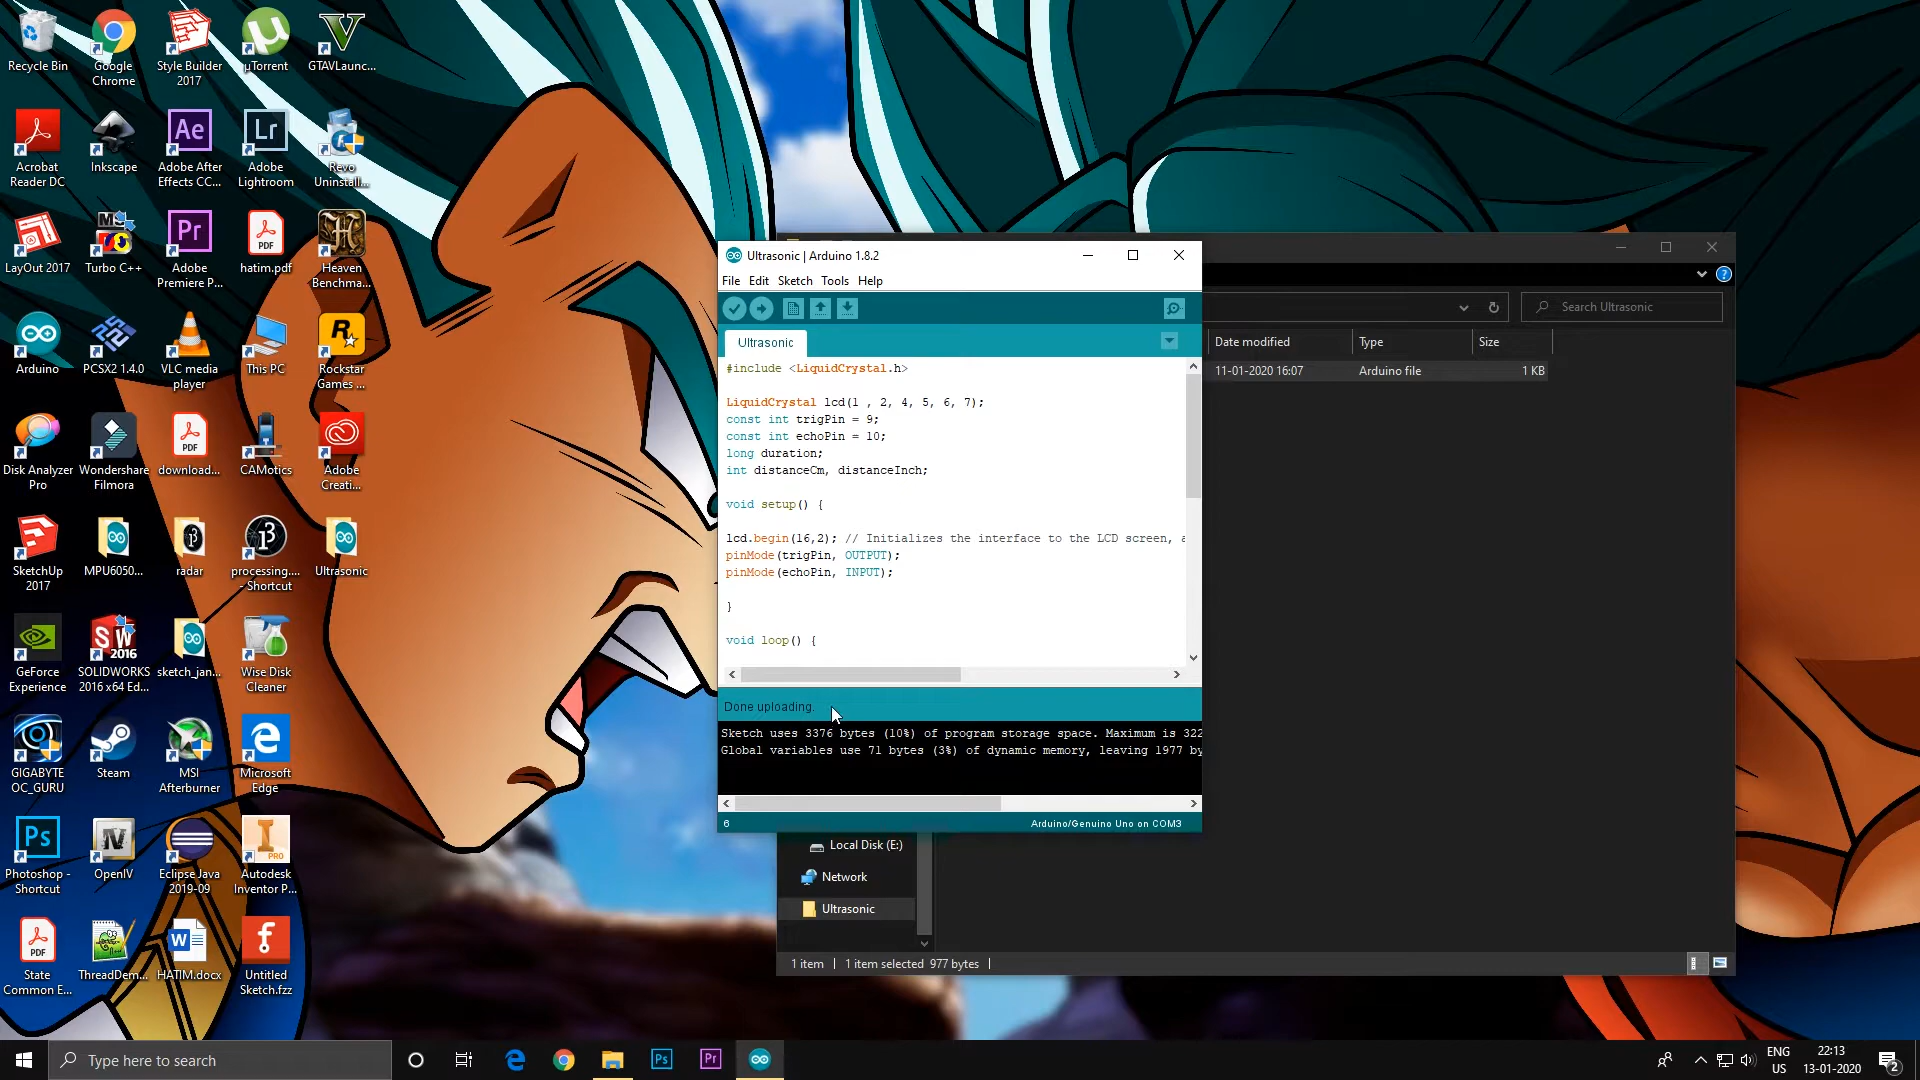 Recycle Bin
Google
Chrome
Style Builder
2017
µTorrent
GTAVLaunc...
Acrobat
Reader DC
Inkscape
Adobe After
Effects CC...
Adobe
Lightroom
Revo
Uninstall...
LayOut 2017
Turbo C++
Adobe
Premiere P...
hatim.pdf
Heaven
Benchma...
Arduino
PCSX2 1.4.0
VLC media
player
This PC
Rockstar
Games ...
Disk Analyzer
Pro
Wondershare
Filmora
download...
CAMotics
Adobe
Creati...
SketchUp
2017
MPU6050...
radar
processing....
- Shortcut
Ultrasonic
GeForce
Experience
SOLIDWORKS
2016 x64 Ed...
sketch_jan...
Wise Disk
Cleaner
GIGABYTE
OC_GURU
Steam
MSI
Afterburner
Microsoft
Edge
Photoshop -
Shortcut
OpenIV
Eclipse Java
2019-09
Autodesk
Inventor P...
State
Common E...
ThreadDem...
HATIM.docx
Untitled
Sketch.fzz
Ultrasonic | Arduino 1.8.2
File Edit Sketch Tools Help
Ultrasonic
#include <LiquidCrystal.h>
LiquidCrystal lcd(1 , 2, 4, 5, 6, 7);
const int trigPin = 9;
const int echoPin = 10;
long duration;
int distanceCm, distanceInch;
void setup() {
lcd.begin(16,2); // Initializes the interface to the LCD screen, a
pinMode(trigPin, OUTPUT);
pinMode(echoPin, INPUT);
}
void loop() {
Done uploading.
Sketch uses 3376 bytes (10%) of program storage space. Maximum is 322
Global variables use 71 bytes (3%) of dynamic memory, leaving 1977 by
6
Arduino/Genuino Uno on COM3
Search Ultrasonic
Date modified Type Size
11-01-2020 16:07 Arduino file 1 KB
Local Disk (E:)
Network
Ultrasonic
1 item 1 item selected 977 bytes
Type here to search
ENG
US
22:13
13-01-2020
2